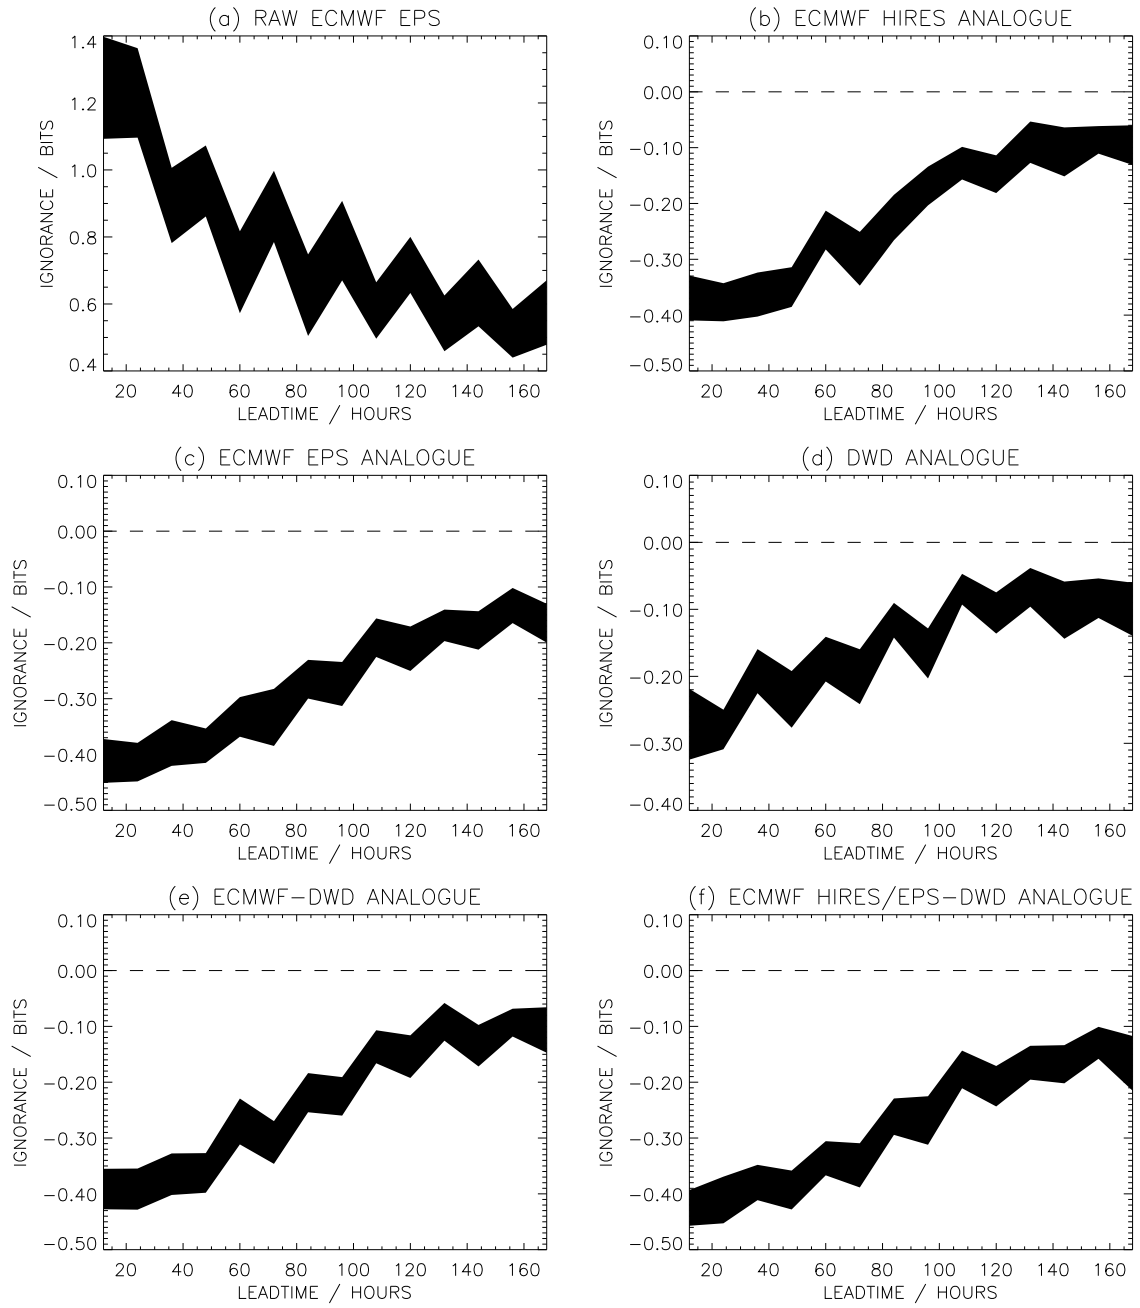 (a) RAW ECMWF EPS
IGNORANCE / BITS
1.4
1.2
1.0
0.8
0.6
0.4
20 40 60 80 100 120 140 160
LEADTIME / HOURS
(b) ECMWF HIRES ANALOGUE
IGNORANCE / BITS
0.10
0.00
−0.10
−0.20
−0.30
−0.40
−0.50
20 40 60 80 100 120 140 160
LEADTIME / HOURS
(c) ECMWF EPS ANALOGUE
IGNORANCE / BITS
0.10
0.00
−0.10
−0.20
−0.30
−0.40
−0.50
20 40 60 80 100 120 140 160
LEADTIME / HOURS
(d) DWD ANALOGUE
IGNORANCE / BITS
0.10
0.00
−0.10
−0.20
−0.30
−0.40
20 40 60 80 100 120 140 160
LEADTIME / HOURS
(e) ECMWF−DWD ANALOGUE
IGNORANCE / BITS
0.10
0.00
−0.10
−0.20
−0.30
−0.40
−0.50
20 40 60 80 100 120 140 160
LEADTIME / HOURS
(f) ECMWF HIRES/EPS−DWD ANALOGUE
IGNORANCE / BITS
0.10
0.00
−0.10
−0.20
−0.30
−0.40
−0.50
20 40 60 80 100 120 140 160
LEADTIME / HOURS